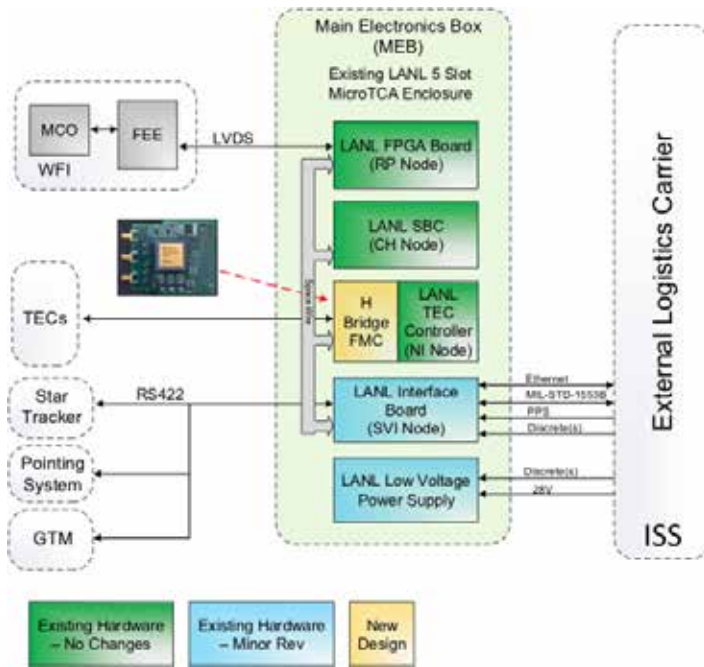 Main Electronics Box
(MEB)
Existing LANL 5 Slot
MicroTCA Enclosure
MCO
FEE
WFI
LVDS
LANL FPGA Board
(RP Node)
LANL SBC
(CH Node)
Space Wire
TECs
H
Bridge
FMC
LANL
TEC
Controller
(NI Node)
Star
Tracker
RS422
LANL Interface
Board
(SVI Node)
Ethernet
MIL-STD-1553B
PPS
Discrete(s)
Pointing
System
LANL Low Voltage
Power Supply
Discrete(s)
28V
GTM
External Logistics Carrier
ISS
Existing Hardware
– No Changes
Existing Hardware
– Minor Rev
New
Design